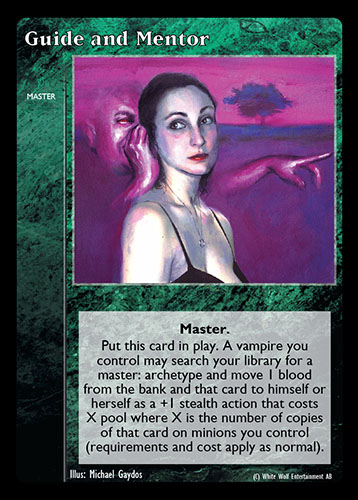 Guide and Mentor
MASTER
Master.
Put this card in play. A vampire you
control may search your library for a
master: archetype and move 1 blood
from the bank and that card to himself or
herself as a +1 stealth action that costs
X pool where X is the number of copies
of that card on minions you control
(requirements and cost apply as normal).
Illus: Michael Gaydos
(C) White Wolf Entertainment AB